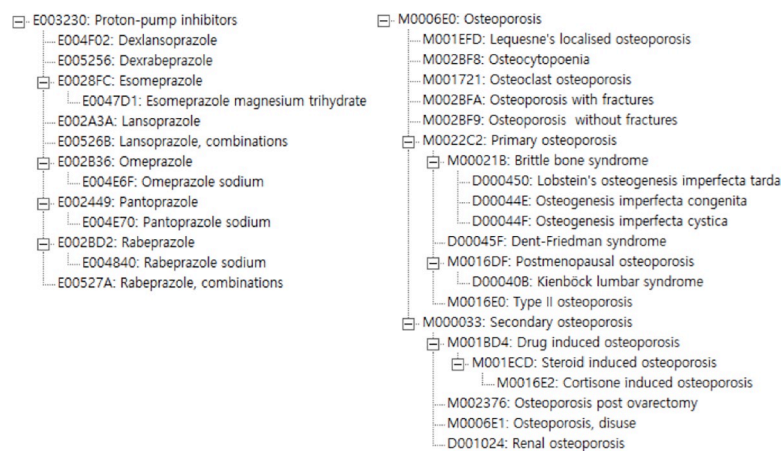 E003230: Proton-pump inhibitors
E004F02: Dexlansoprazole
E005256: Dexrabeprazole
E0028FC: Esomeprazole
E0047D1: Esomeprazole magnesium trihydrate
E002A3A: Lansoprazole
E00526B: Lansoprazole, combinations
E002B36: Omeprazole
E004E6F: Omeprazole sodium
E002449: Pantoprazole
E004E70: Pantoprazole sodium
E002BD2: Rabeprazole
E004840: Rabeprazole sodium
E00527A: Rabeprazole, combinations
M0006E0: Osteoporosis
M001EFD: Lequesne's localised osteoporosis
M002BF8: Osteocytopoenia
M001721: Osteoclast osteoporosis
M002BFA: Osteoporosis with fractures
M002BF9: Osteoporosis without fractures
M0022C2: Primary osteoporosis
M00021B: Brittle bone syndrome
D000450: Lobstein's osteogenesis imperfecta tarda
D00044E: Osteogenesis imperfecta congenita
D00044F: Osteogenesis imperfecta cystica
D00045F: Dent-Friedman syndrome
M0016DF: Postmenopausal osteoporosis
D00040B: Kienböck lumbar syndrome
M0016E0: Type II osteoporosis
M000033: Secondary osteoporosis
M001BD4: Drug induced osteoporosis
M001ECD: Steroid induced osteoporosis
M0016E2: Cortisone induced osteoporosis
M002376: Osteoporosis post ovarectomy
M0006E1: Osteoporosis, disuse
D001024: Renal osteoporosis